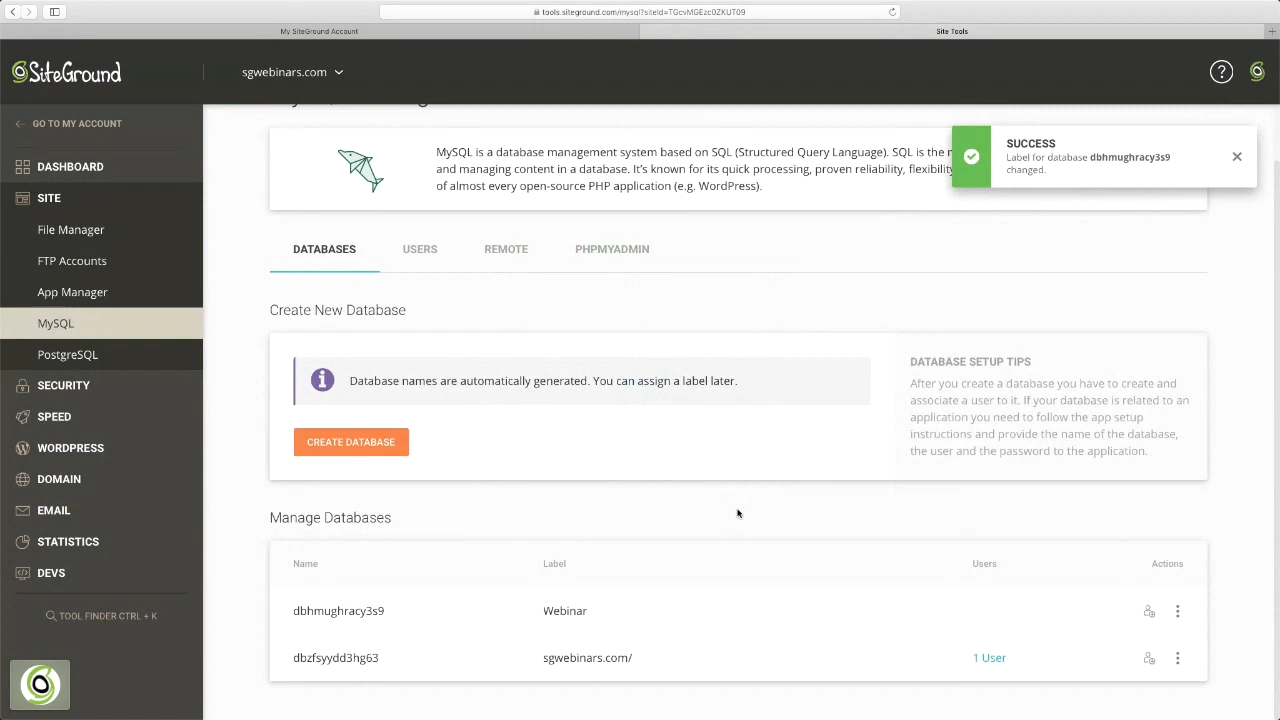 tools.siteground.com/mysql?siteId=TGcvMGEzc0ZKUT09
My SiteGround Account
Site Tools
SiteGround
sgwebinars.com
GO TO MY ACCOUNT
DASHBOARD
SITE
File Manager
FTP Accounts
App Manager
MySQL
PostgreSQL
SECURITY
SPEED
WORDPRESS
DOMAIN
EMAIL
STATISTICS
DEVS
TOOL FINDER CTRL + K
MySQL is a database management system based on SQL (Structured Query Language). SQL is the
and managing content in a database. It's known for its quick processing, proven reliability, flexibility
of almost every open-source PHP application (e.g. WordPress).
SUCCESS
Label for database dbhmughracy3s9
changed.
DATABASES
USERS
REMOTE
PHPMYADMIN
Create New Database
Database names are automatically generated. You can assign a label later.
CREATE DATABASE
DATABASE SETUP TIPS
After you create a database you have to create and
associate a user to it. If your database is related to an
application you need to follow the app setup
instructions and provide the name of the database,
the user and the password to the application.
Manage Databases
Name Label Users Actions
dbhmughracy3s9 Webinar
dbzfsyydd3hg63 sgwebinars.com/ 1 User